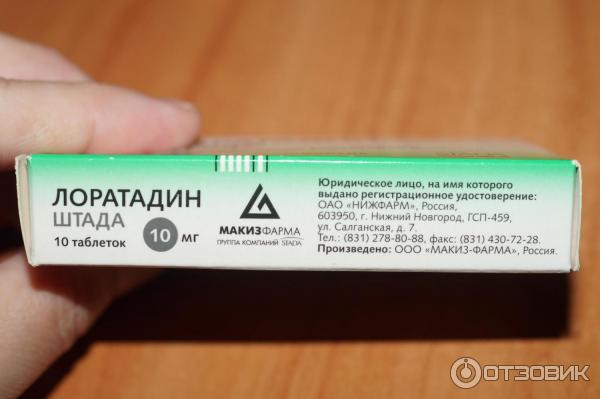 ЛОРАТАДИН
ШТАДА
10 таблеток
10 мг
МАКИЗФАРМА
ГРУППА КОМПАНИЙ STADA
Юридическое лицо, на имя которого
выдано регистрационное удостоверение:
ОАО «НИЖФАРМ», Россия,
603950, г. Нижний Новгород, ГСП-459,
ул. Салганская, д. 7.
Тел.: (831) 278-80-88, факс: (831) 430-72-28.
Произведено: ООО «МАКИЗ-ФАРМА», Россия.
ОТЗОВИК